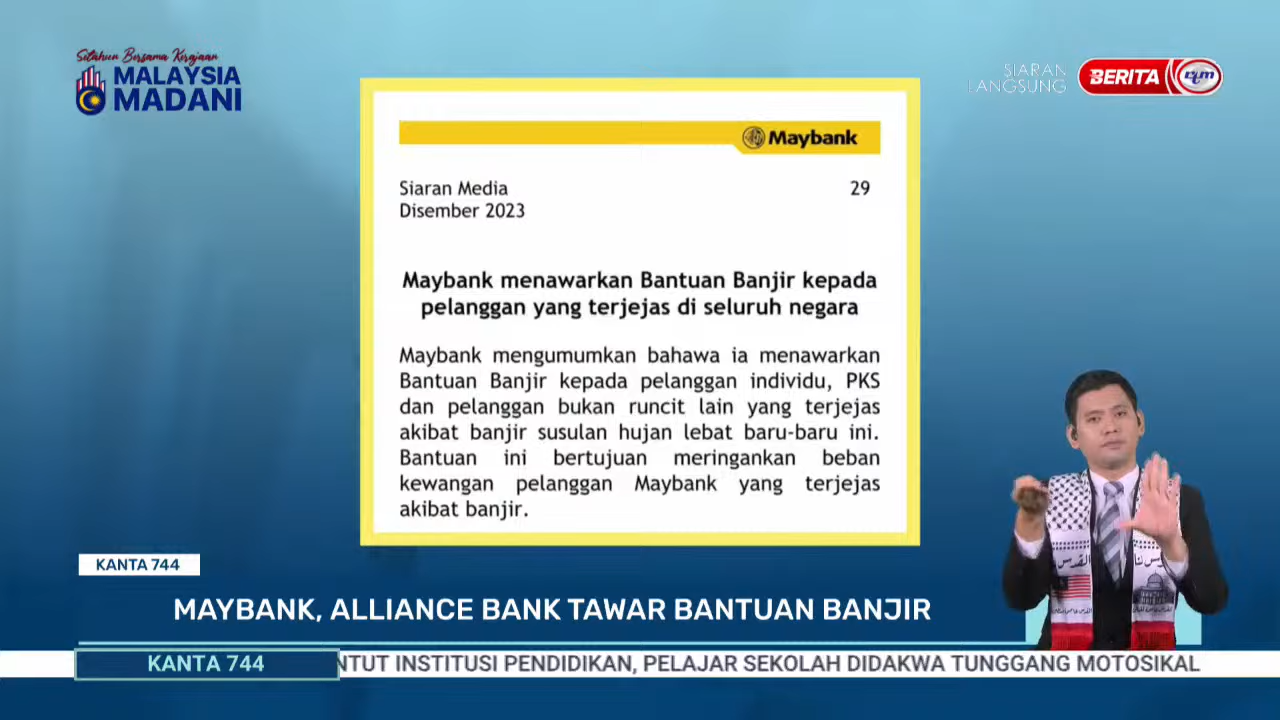 Setahun Bersama Kerajaan
MALAYSIA
MADANI
SIARAN
LANGSUNG
BERITA rtm
Maybank
Siaran Media 29
Disember 2023
Maybank menawarkan Bantuan Banjir kepada
pelanggan yang terjejas di seluruh negara
Maybank mengumumkan bahawa ia menawarkan
Bantuan Banjir kepada pelanggan individu, PKS
dan pelanggan bukan runcit lain yang terjejas
akibat banjir susulan hujan lebat baru-baru ini.
Bantuan ini bertujuan meringankan beban
kewangan pelanggan Maybank yang terjejas
akibat banjir.
KANTA 744
MAYBANK, ALLIANCE BANK TAWAR BANTUAN BANJIR
KANTA 744
NTUT INSTITUSI PENDIDIKAN, PELAJAR SEKOLAH DIDAKWA TUNGGANG MOTOSIKAL